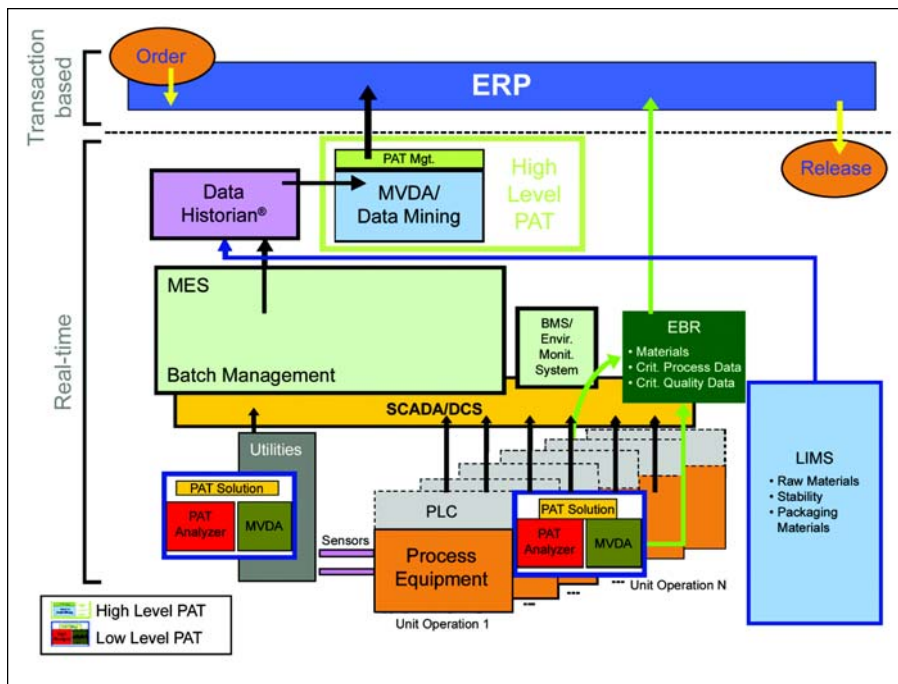 Transaction
based
Order
ERP
Release
Real-time
Data
Historian®
PAT Mgt.
MVDA/
Data Mining
High
Level
PAT
MES
Batch Management
BMS/
Envir.
Monit.
System
EBR
• Materials
• Crit. Process Data
• Crit. Quality Data
SCADA/DCS
Utilities
PAT Solution
PAT
Analyzer
MVDA
Sensors
PLC
Process
Equipment
PAT Solution
PAT
Analyzer
MVDA
---
---
---
Unit Operation 1
Unit Operation N
LIMS
• Raw Materials
• Stability
• Packaging
Materials
High Level PAT
Low Level PAT